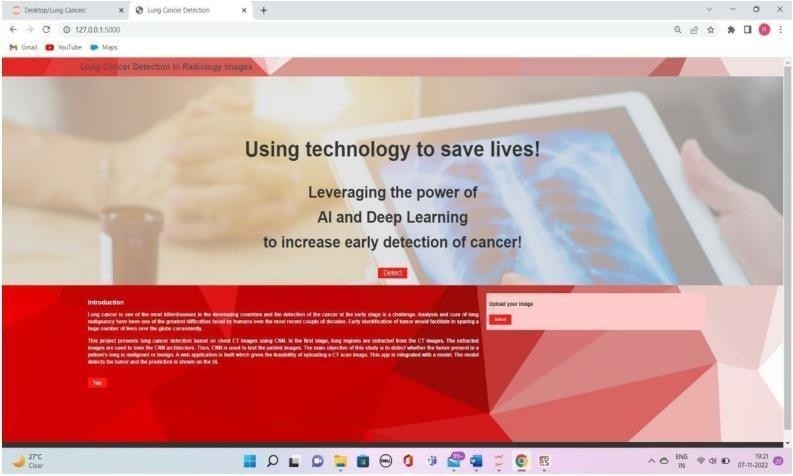 Desktop/Lung Cancer/
Lung Cancer Detection
127.0.0.1:5000
R
Gmail YouTube Maps
Lung Cancer Detection In Radiology Images
Using technology to save lives!
Leveraging the power of
AI and Deep Learning
to increase early detection of cancer!
Detect
Introduction
Lung cancer is one of the most killerdiseases in the developing countries and the detection of the cancer at the early stage is a challenge. Analysis and cure of lung
malignancy have been one of the greatest difficulties faced by humans over the most recent couple of decades. Early identification of tumor would facilitate in sparing a
huge number of lives over the globe consistently.
This project presents lung cancer detection based on chest CT images using CNN. In the first stage, lung regions are extracted from the CT images. The extracted
images are used to train the CNN architecture. Then, CNN is used to test the patient images. The main objective of this study is to detect whether the tumor present in a
patient's lung is malignant or benign. A web application is built which gives the feasibility of uploading a CT scan image. This app is integrated with a model. The model
detects the tumor and the prediction is shown on the UI.
Upload your image
Select
27°C
Clear
DELL
99+
ENG
IN
19:21
07-11-2022